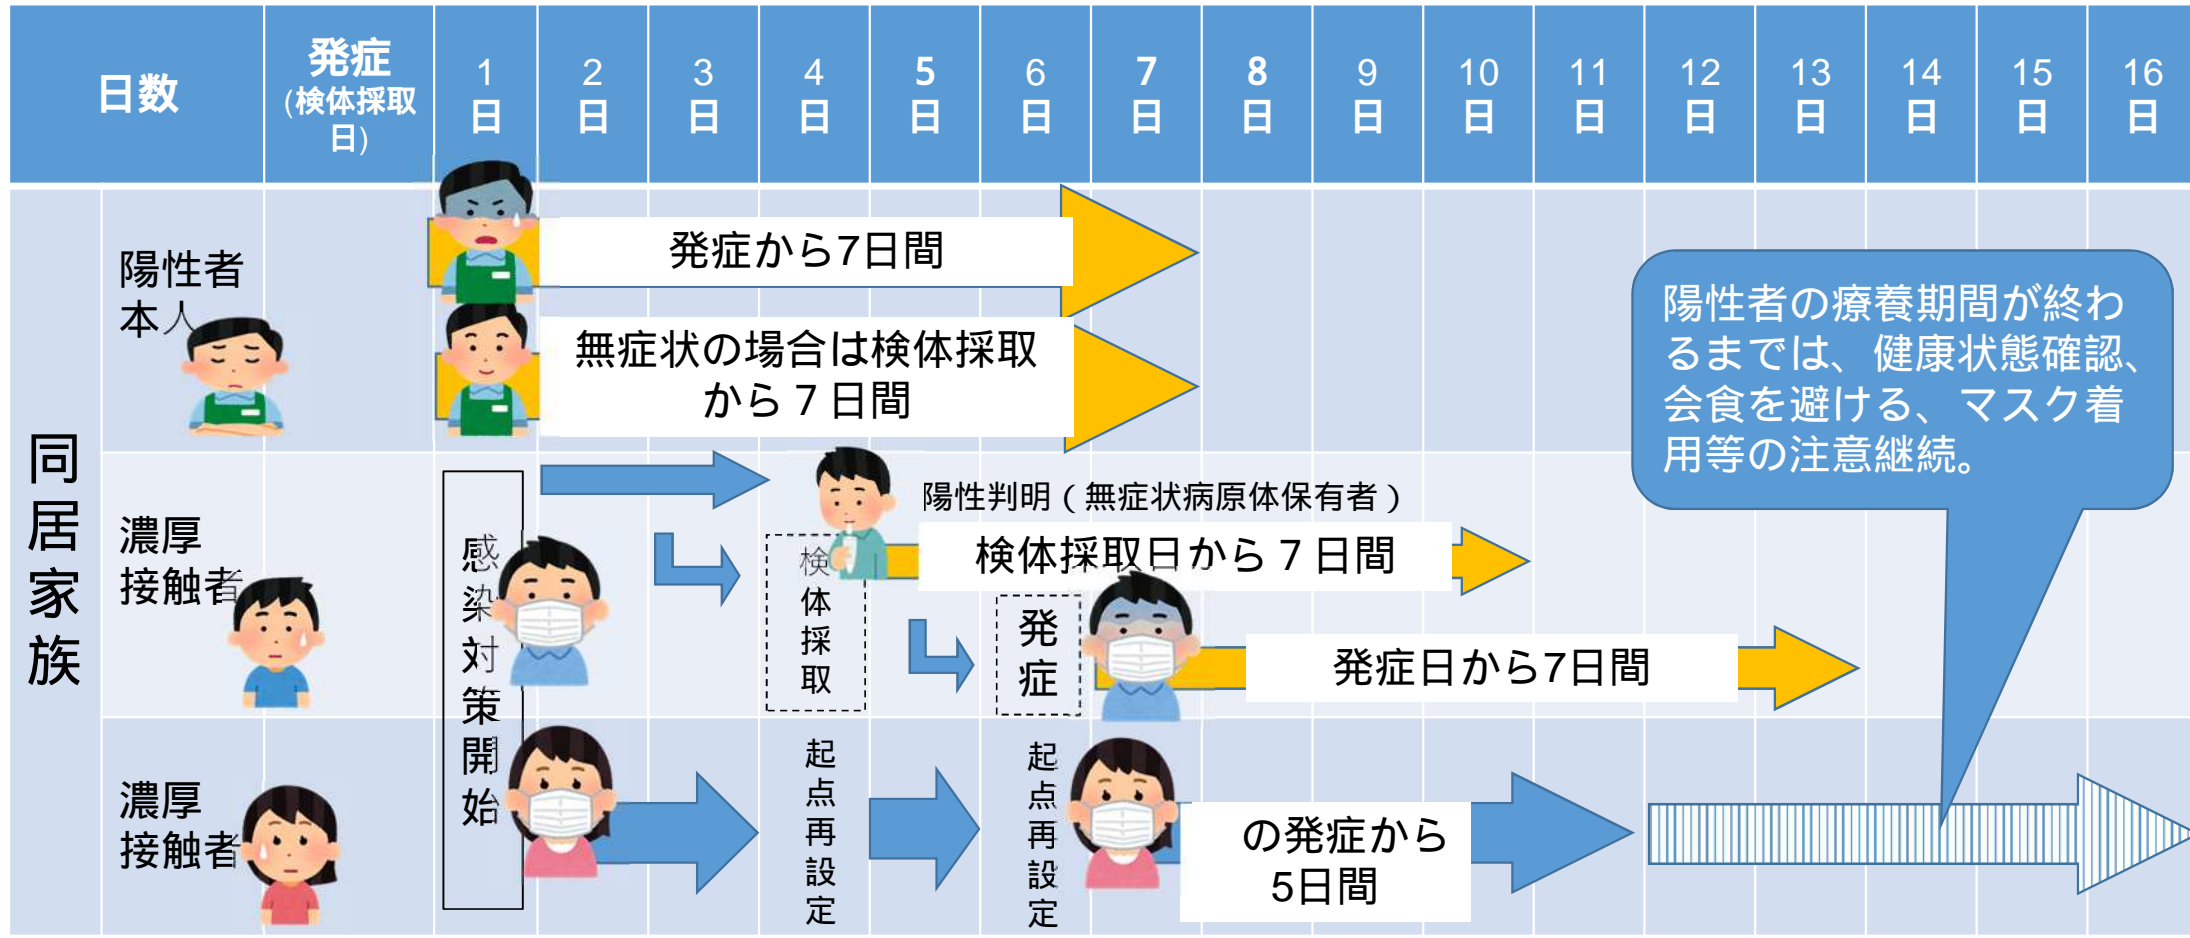 日数
発症
(検体採取
日)
1
日
2
日
3
日
4
日
5
日
6
日
7
日
8
日
9
日
10
日
11
日
12
日
13
日
14
日
15
日
16
日
同居家族
陽性者
本人
発症から7日間
無症状の場合は検体採取
から７日間
陽性者の療養期間が終わ
るまでは、健康状態確認、
会食を避ける、マスク着
用等の注意継続。
濃厚
接触者
感染対策開始
検体採取
陽性判明（無症状病原体保有者）
検体採取日から７日間
発症
発症日から7日間
濃厚
接触者
起点再設定
起点再設定
の発症から
5日間